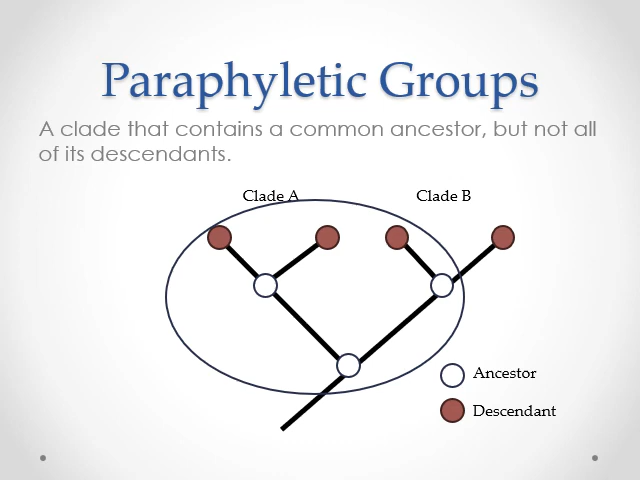 Paraphyletic Groups
A clade that contains a common ancestor, but not all
of its descendants.
Clade A
Clade B
Ancestor
Descendant